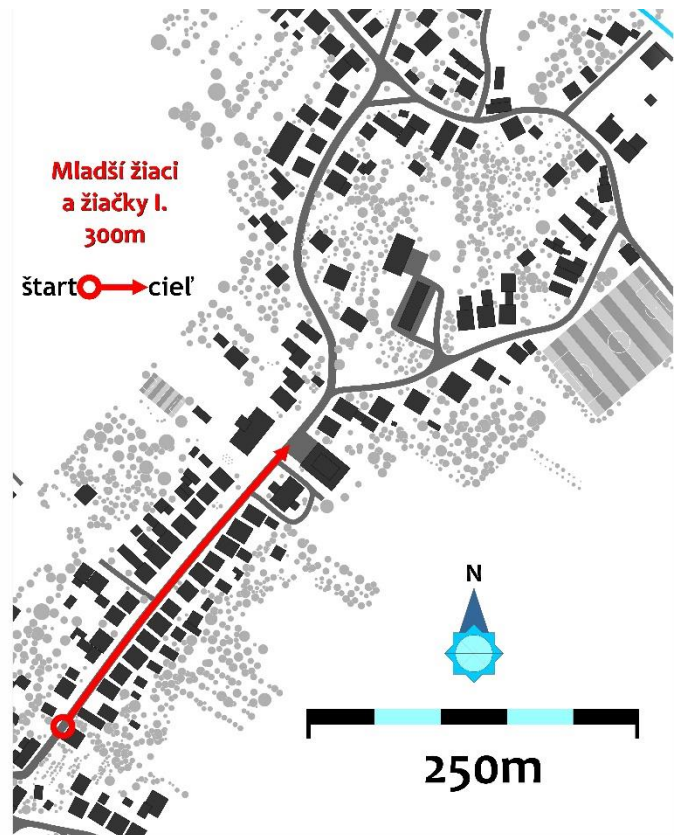 Mladší žiaci
a žiačky I.
300m
štart cieľ
N
250m